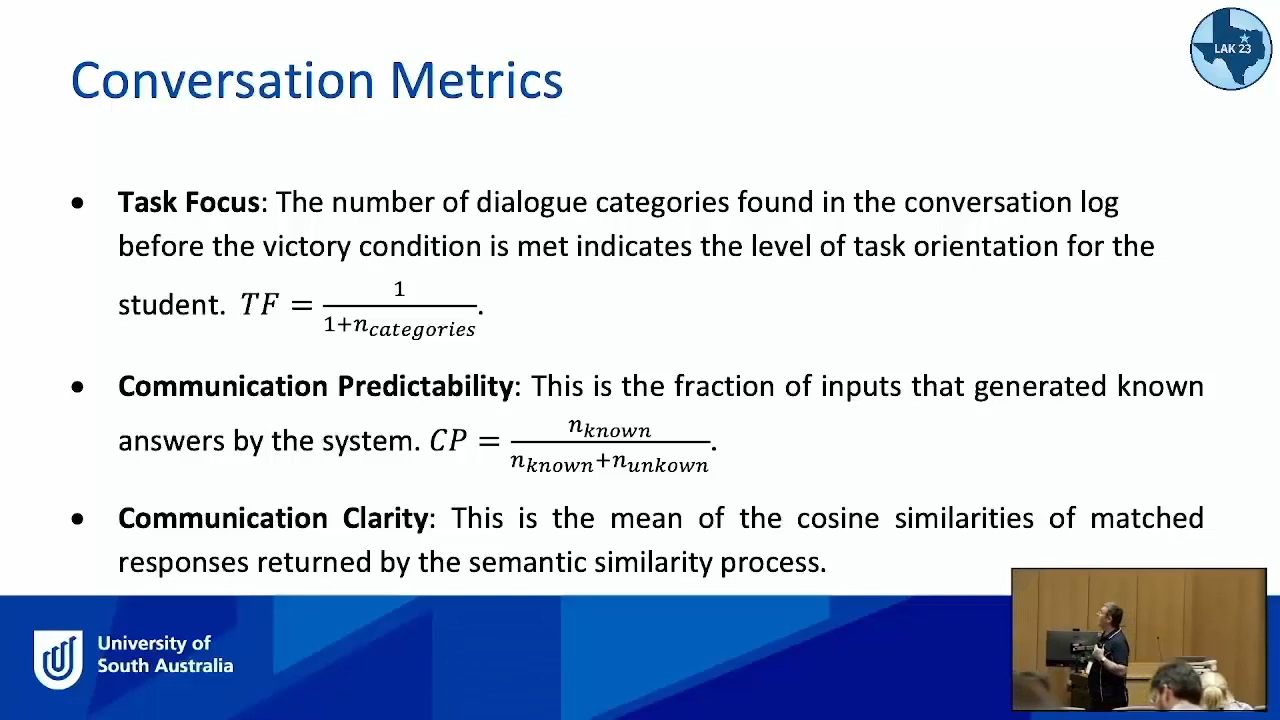 LAK 23
Conversation Metrics
• Task Focus: The number of dialogue categories found in the conversation log
before the victory condition is met indicates the level of task orientation for the
student. TF = 1/(1+n_categories).
• Communication Predictability: This is the fraction of inputs that generated known
answers by the system. CP = n_known/(n_known+n_unkown).
• Communication Clarity: This is the mean of the cosine similarities of matched
responses returned by the semantic similarity process.
University of
South Australia